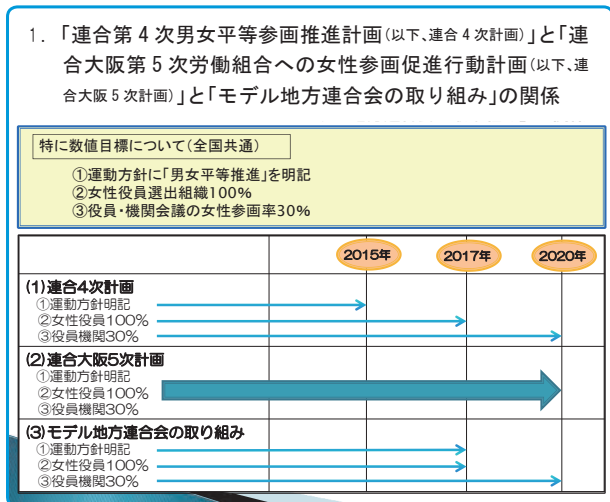 1. 「連合第4次男女平等参画推進計画(以下、連合4次計画)」と「連
合大阪第5次労働組合への女性参画促進行動計画(以下、連
合大阪5次計画)」と「モデル地方連合会の取り組み」の関係
特に数値目標について(全国共通)
①運動方針に「男女平等推進」を明記
②女性役員選出組織100%
③役員・機関会議の女性参画率30%
2015年 2017年 2020年
(1)連合4次計画
①運動方針明記
②女性役員100%
③役員機関30%
(2)連合大阪5次計画
①運動方針明記
②女性役員100%
③役員機関30%
(3)モデル地方連合会の取り組み
①運動方針明記
②女性役員100%
③役員機関30%